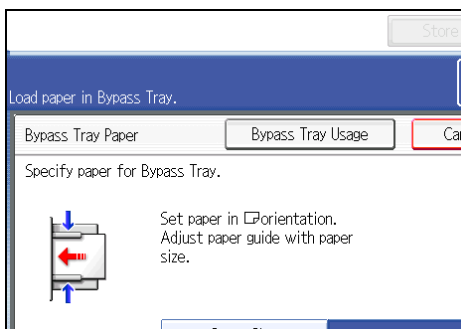 Store
Load paper in Bypass Tray.
Bypass Tray Paper
Bypass Tray Usage
Specify paper for Bypass Tray.
Set paper in orientation.
Adjust paper guide with paper
size.